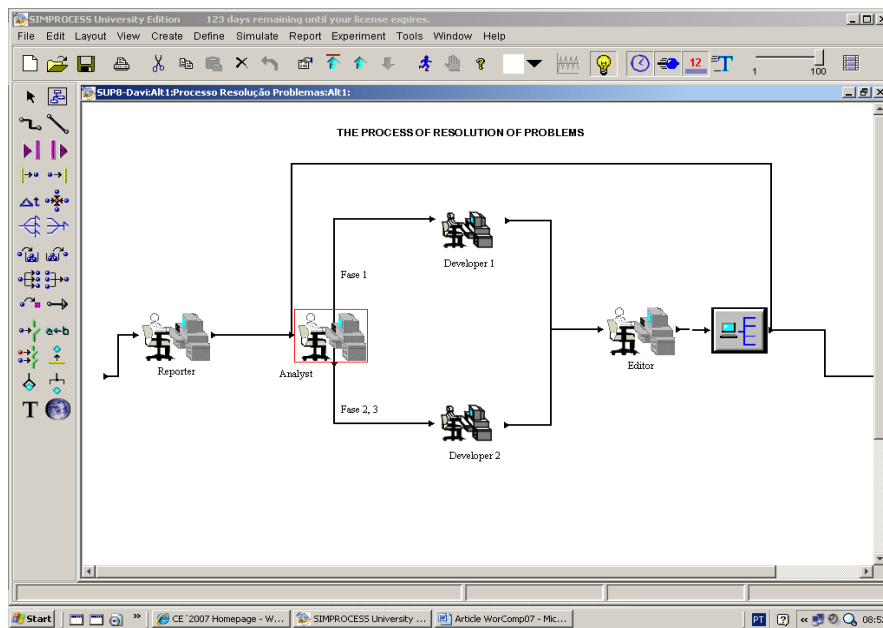 SIMPROCESS University Edition 123 days remaining until your license expires.
File Edit Layout View Create Define Simulate Report Experiment Tools Window Help
12 T 1 100
SUP8-Davi:Alt1:Processo Resolução Problemas:Alt1:
THE PROCESS OF RESOLUTION OF PROBLEMS
Δt
a←b
T
Developer 1
Fase 1
Reporter
Analyst
Editor
Fase 2, 3
Developer 2
Start » CE '2007 Homepage - W... SIMPROCESS University ... Article WorComp07 - Mic... PT «